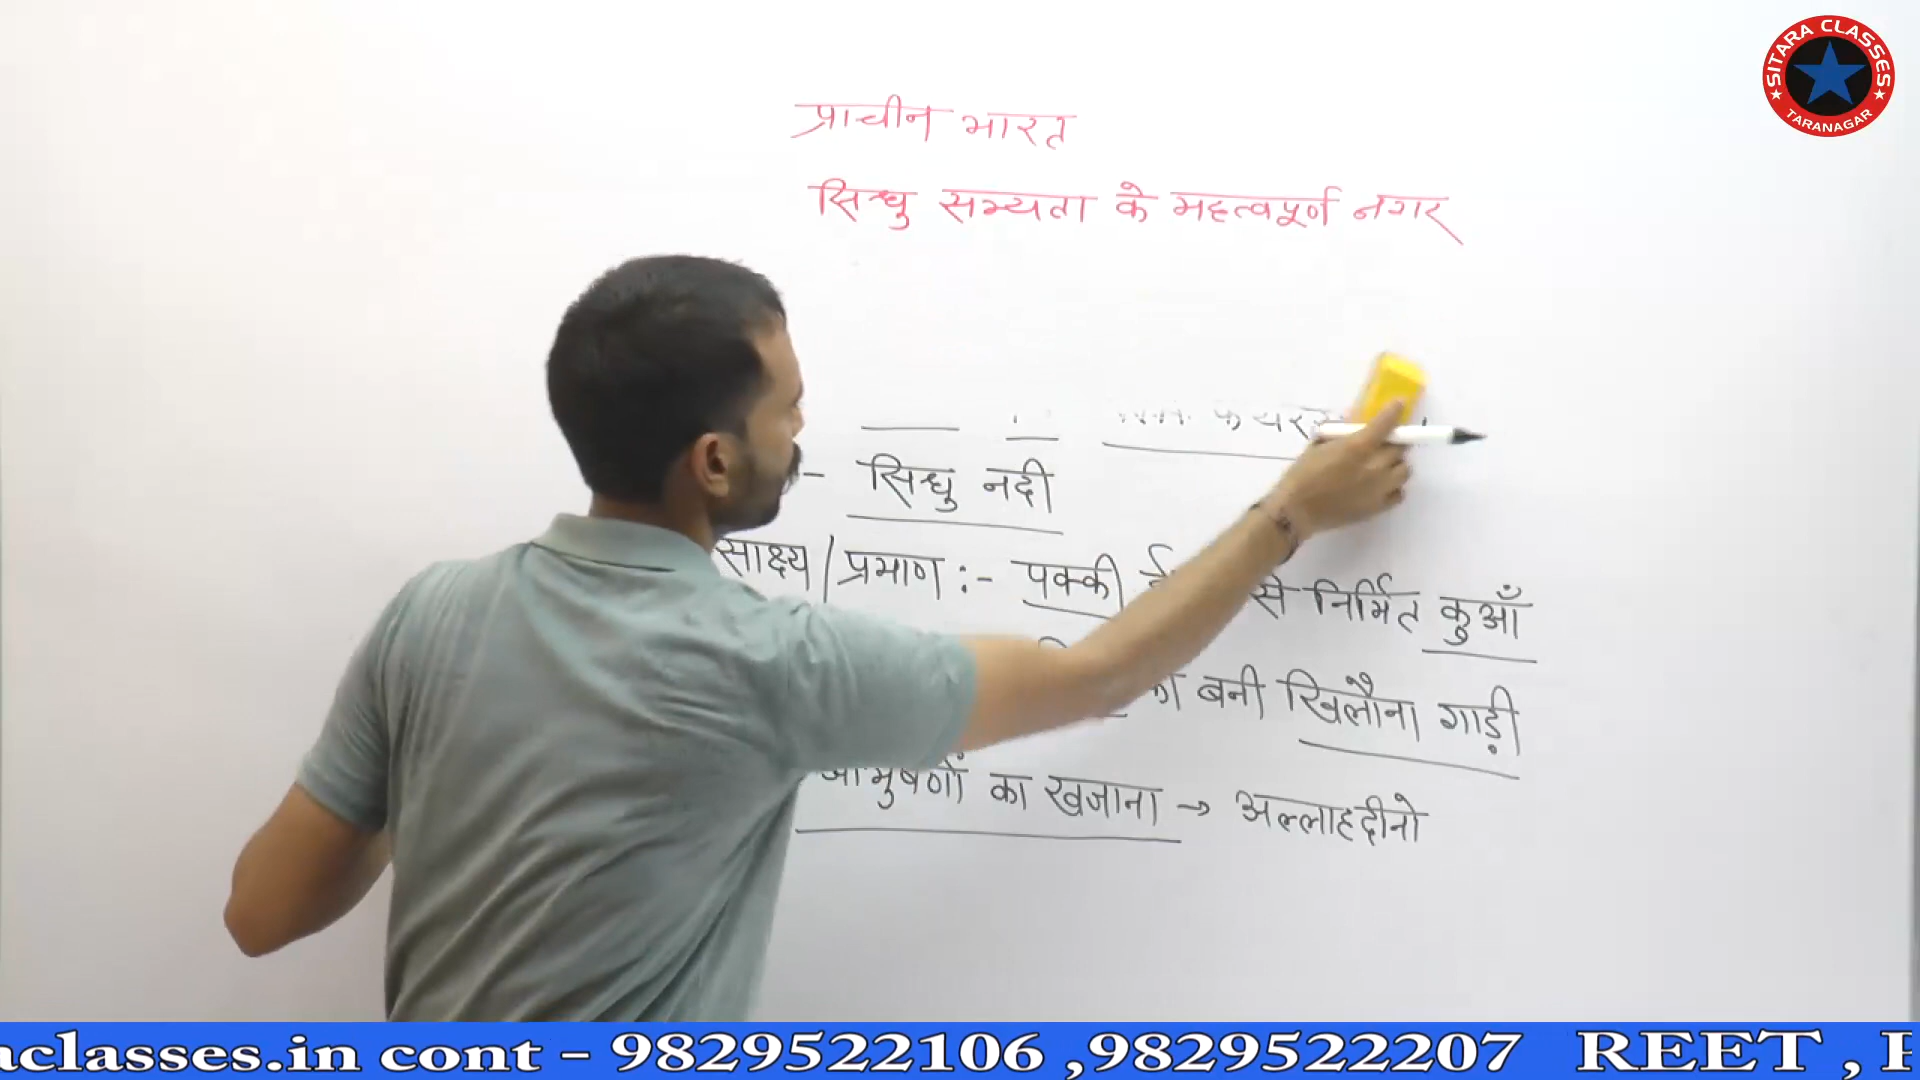 SITARA CLASSES
TARANAGAR
प्राचीन भारत
सिन्धु सभ्यता के महत्वपूर्ण नगर
- सिन्धु नदी
साक्ष्य / प्रमाण :- पक्की से निर्मित कुआँ
बनी खिलौना गाड़ी
आभुषणों का खजाना → अल्लाहदीनो
aclasses.in cont - 9829522106 ,9829522207 REET ,